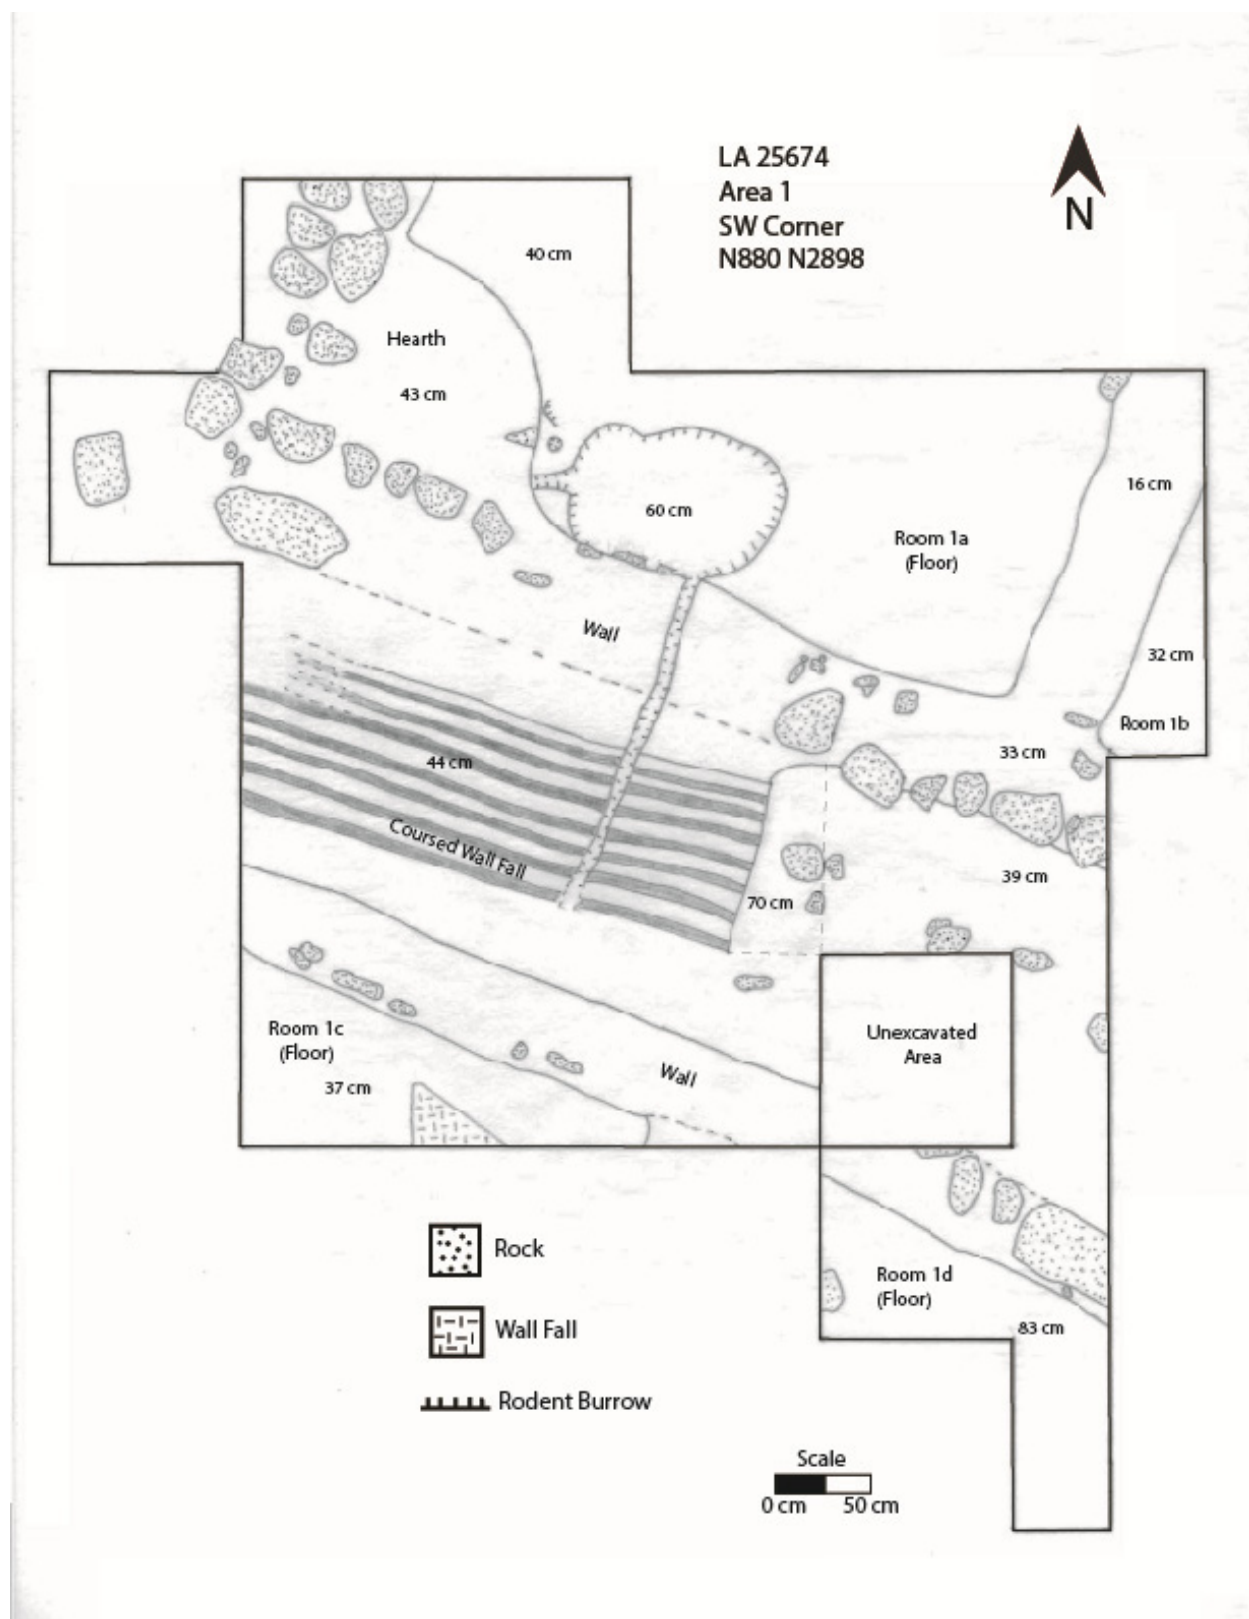 LA 25674
Area 1
SW Corner
N880 N2898
N
40 cm
Hearth
43 cm
16 cm
60 cm
Room 1a
(Floor)
Wall
32 cm
Room 1b
33 cm
44 cm
Coursed Wall Fall
39 cm
70 cm
Room 1c
(Floor)
37 cm
Wall
Unexcavated
Area
Rock
Wall Fall
Rodent Burrow
Room 1d
(Floor)
83 cm
Scale
0 cm 50 cm